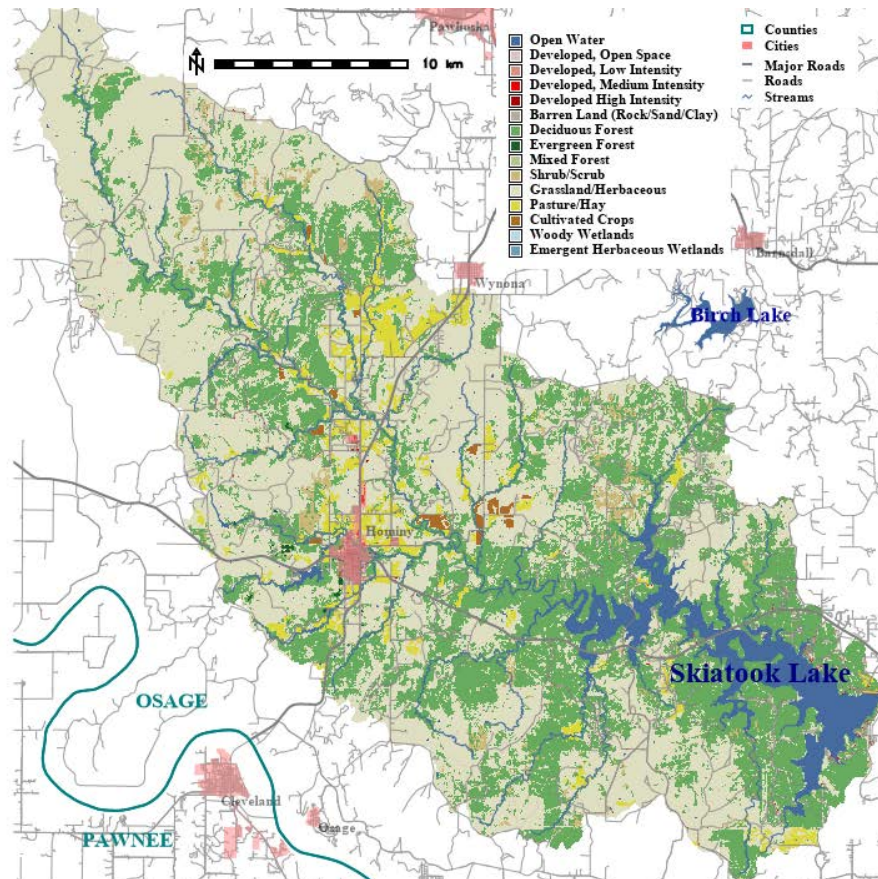 Pawhuska
N
10 km
Open Water
Developed, Open Space
Developed, Low Intensity
Developed, Medium Intensity
Developed High Intensity
Barren Land (Rock/Sand/Clay)
Deciduous Forest
Evergreen Forest
Mixed Forest
Shrub/Scrub
Grassland/Herbaceous
Pasture/Hay
Cultivated Crops
Woody Wetlands
Emergent Herbaceous Wetlands
Counties
Cities
Major Roads
Roads
Streams
Barnsdall
Wynona
Birch Lake
Hominy
Skiatook Lake
OSAGE
Cleveland
Osage
PAWNEE